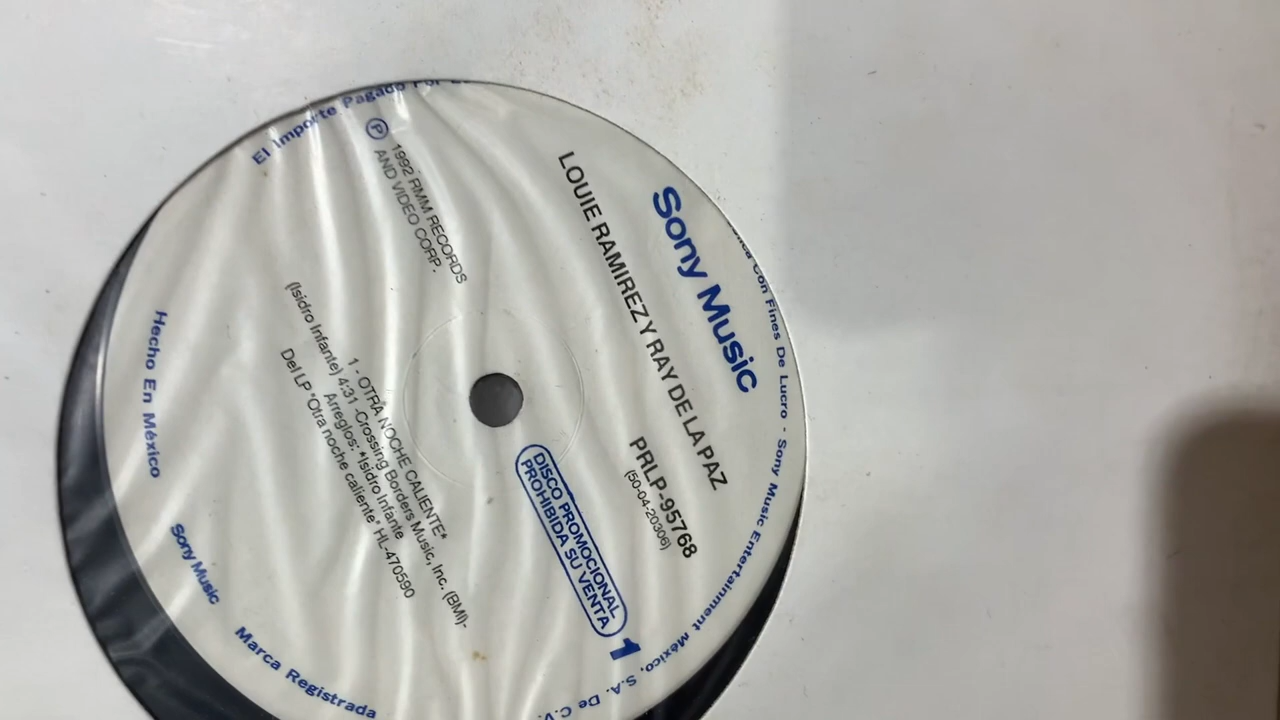 Sony Music
LOUIE RAMIREZ Y RAY DE LA PAZ
PRLP-95768
(50-04-20306)
DISCO PROMOCIONAL
PROHIBIDA SU VENTA
1
Ⓟ 1992 RMM RECORDS
AND VIDEO CORP.
1 - OTRA NOCHE CALIENTE*
(Isidro Infante) 4:31 -Crossing Borders Music, Inc. (BMI)-
Arreglos: *Isidro Infante
Del LP "Otra noche caliente" HL-470590
El Importe Pagado Por
Con Fines De Lucro - Sony Music Entertainment México, S.A. De C.V.
Marca Registrada
Sony Music
Hecho En México